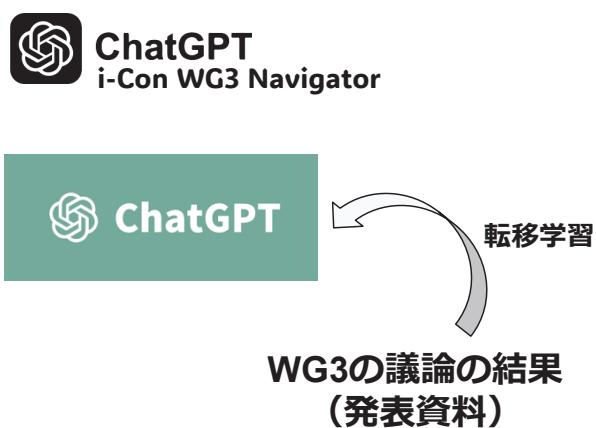 ChatGPT
i-Con WG3 Navigator
ChatGPT
転移学習
WG3の議論の結果
（発表資料）